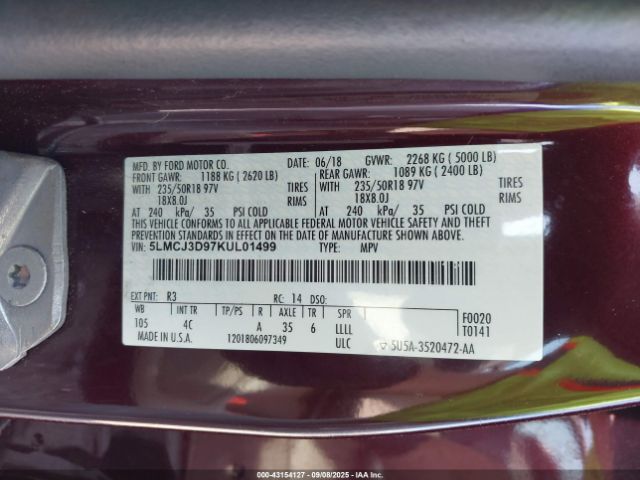 MFD. BY FORD MOTOR CO. DATE: 06/18 GVWR: 2268 KG ( 5000 LB)
FRONT GAWR: 1188 KG ( 2620 LB) REAR GAWR: 1089 KG ( 2400 LB)
WITH 235/50R18 97V TIRES WITH 235/50R18 97V TIRES
18X8.0J RIMS 18X8.0J RIMS
AT 240 kPa/ 35 PSI COLD AT 240 kPa/ 35 PSI COLD
THIS VEHICLE CONFORMS TO ALL APPLICABLE FEDERAL MOTOR VEHICLE SAFETY AND THEFT
PREVENTION STANDARDS IN EFFECT ON THE DATE OF MANUFACTURE SHOWN ABOVE.
VIN: 5LMCJ3D97KUL01499 TYPE: MPV
EXT PNT: R3 RC: 14 DSO:
WB INT TR TP/PS R AXLE TR SPR F0020
105 4C A 35 6 LLLL T0141
MADE IN U.S.A. 1201806097349 ULC 5U5A-3520472-AA
000-43154127 - 09/08/2025 - COPYRIGHT IAA